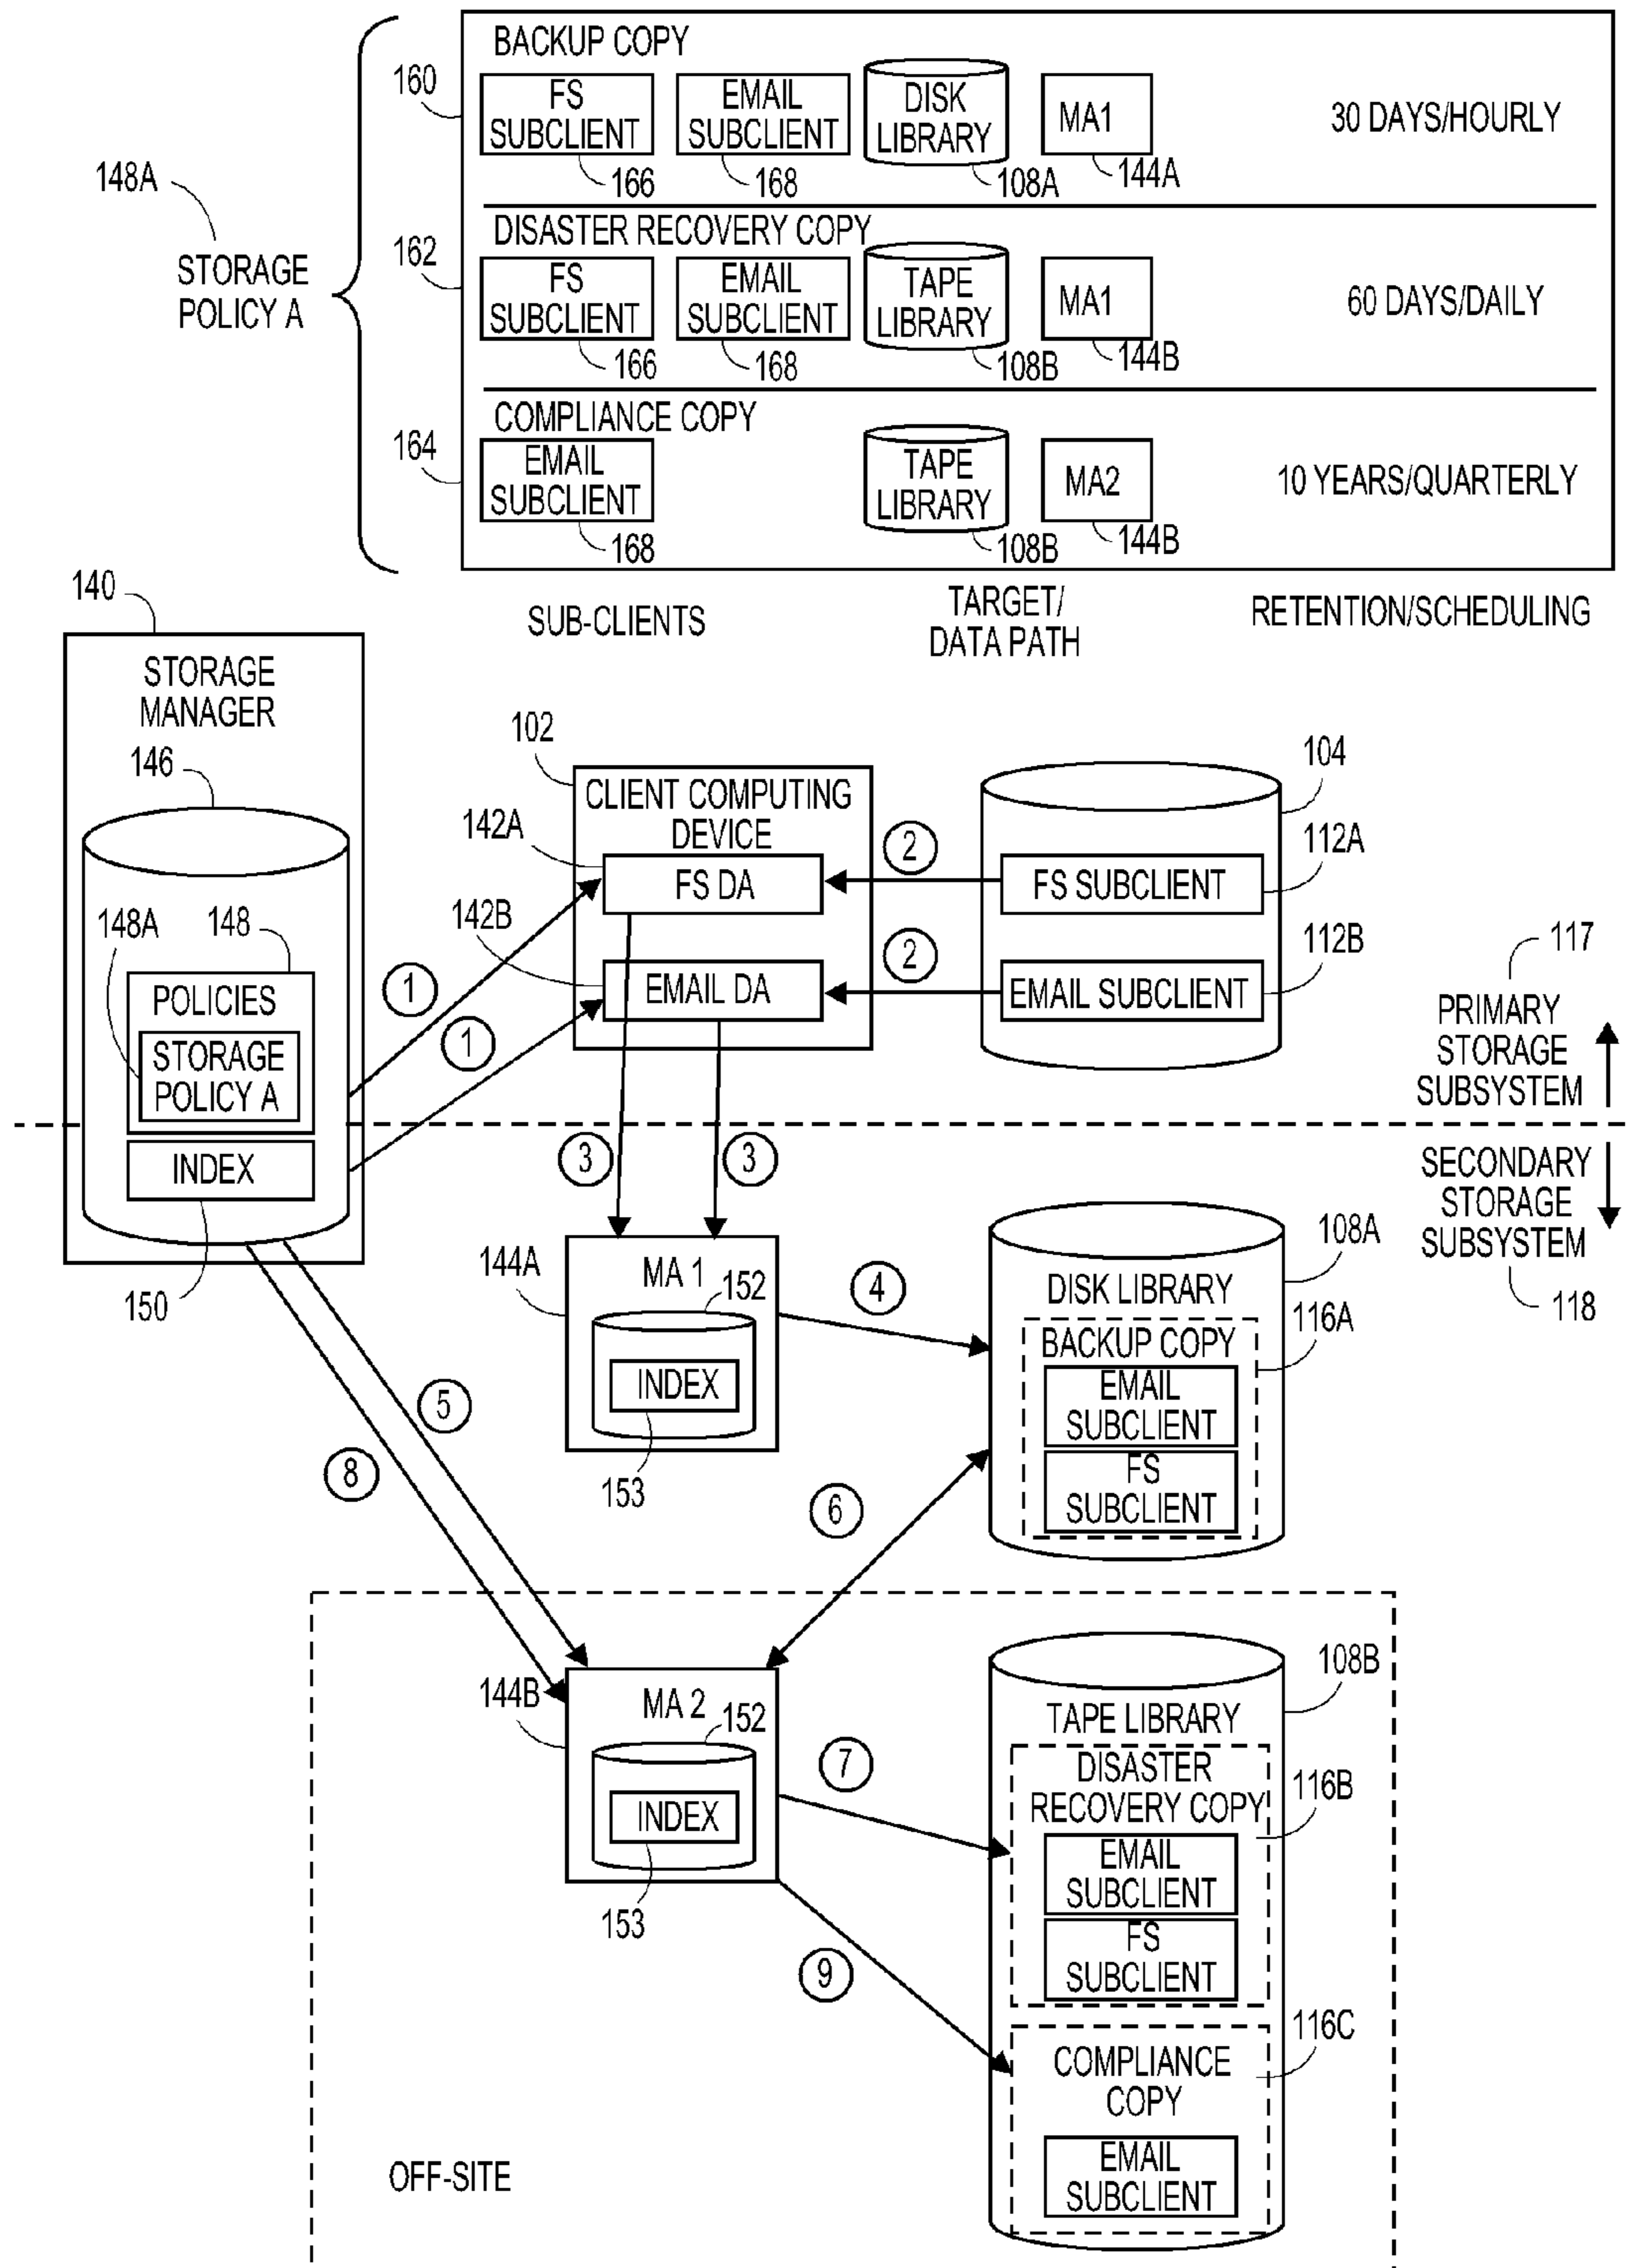 BACKUP COPY
160
FS
SUBCLIENT
166
EMAIL
SUBCLIENT
168
DISK
LIBRARY
108A
MA1
144A
30 DAYS/HOURLY
148A
STORAGE
POLICY A
DISASTER RECOVERY COPY
162
FS
SUBCLIENT
166
EMAIL
SUBCLIENT
168
TAPE
LIBRARY
108B
MA1
144B
60 DAYS/DAILY
COMPLIANCE COPY
164
EMAIL
SUBCLIENT
168
TAPE
LIBRARY
108B
MA2
144B
10 YEARS/QUARTERLY
SUB-CLIENTS
TARGET/
DATA PATH
RETENTION/SCHEDULING
140
STORAGE
MANAGER
146
148A
148
POLICIES
STORAGE
POLICY A
INDEX
150
102
CLIENT COMPUTING
DEVICE
142A
FS DA
142B
EMAIL DA
104
FS SUBCLIENT
112A
EMAIL SUBCLIENT
112B
1
1
2
2
3
3
117
PRIMARY
STORAGE
SUBSYSTEM
SECONDARY
STORAGE
SUBSYSTEM
118
144A
MA 1
152
INDEX
153
4
DISK LIBRARY
108A
BACKUP COPY
116A
EMAIL
SUBCLIENT
FS
SUBCLIENT
5
8
6
144B
MA 2
152
INDEX
153
7
9
TAPE LIBRARY
108B
DISASTER
RECOVERY COPY
116B
EMAIL
SUBCLIENT
FS
SUBCLIENT
116C
COMPLIANCE
COPY
EMAIL
SUBCLIENT
OFF-SITE